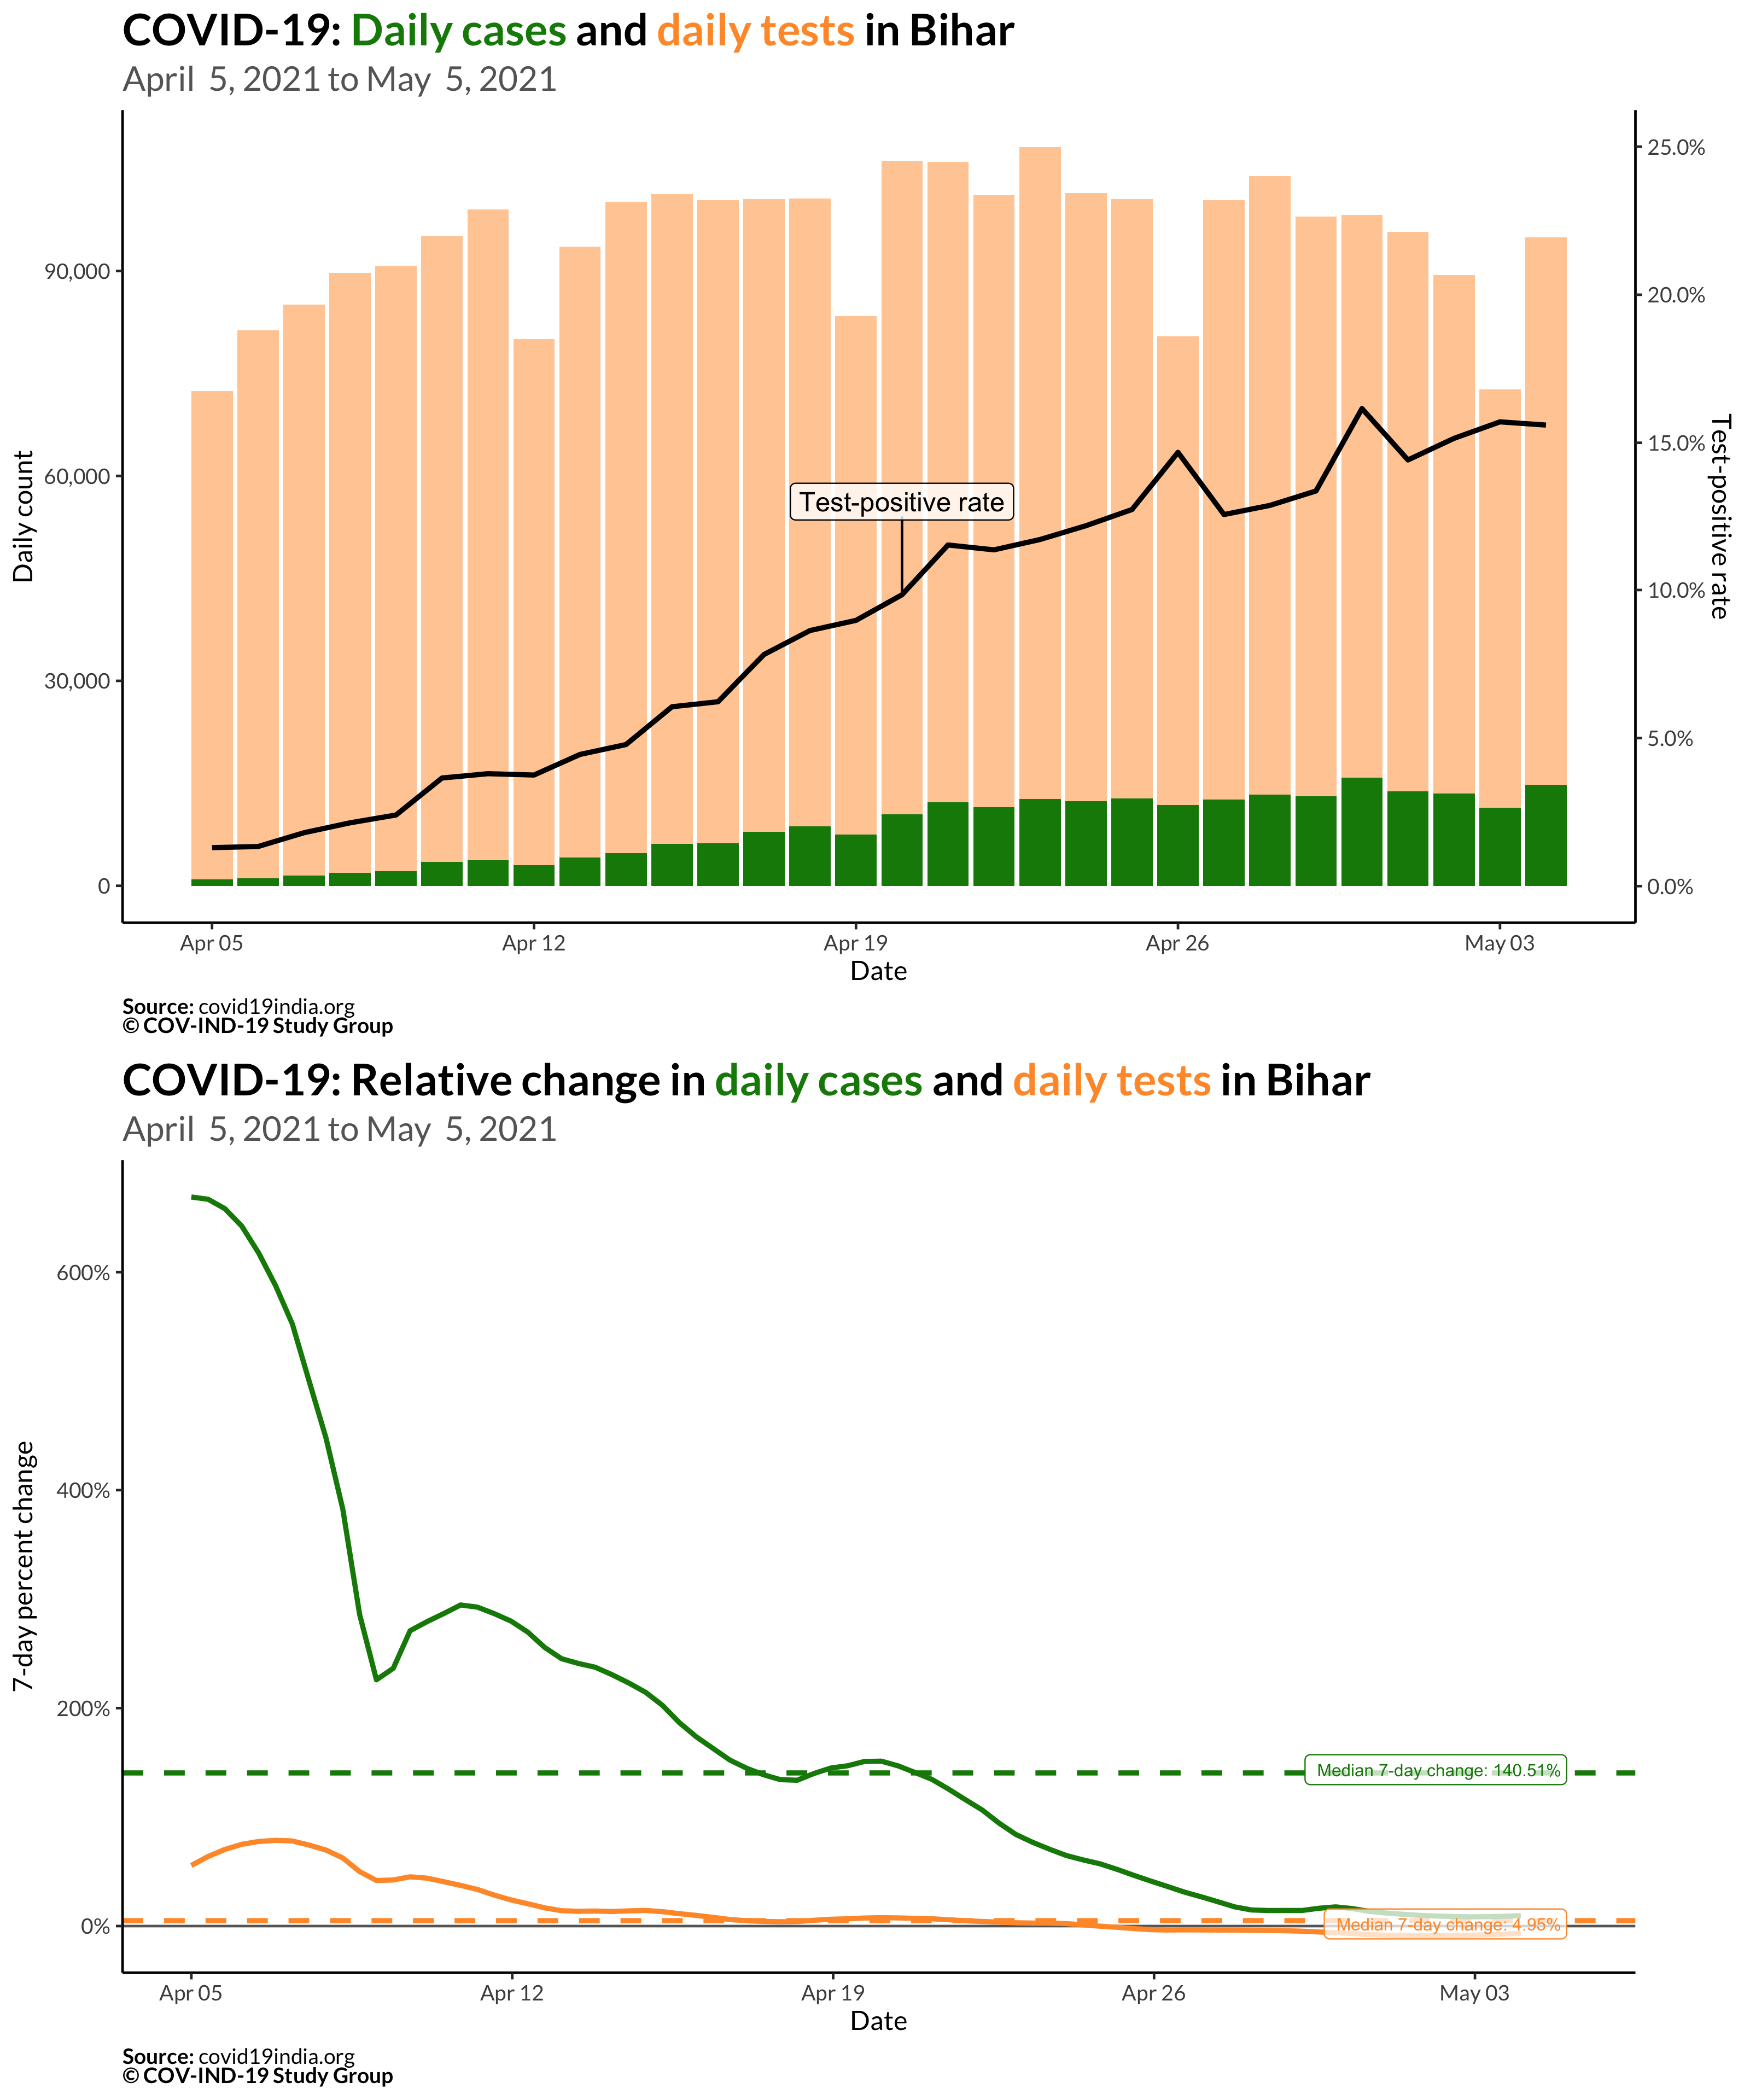 COVID-19: Daily cases and daily tests in Bihar
April 5, 2021 to May 5, 2021
25.0%
90,000
20.0%
Daily count
60,000
15.0%
Test-positive rate
Test-positive rate
10.0%
30,000
5.0%
0
0.0%
Apr 05
Apr 12
Apr 19
Apr 26
May 03
Date
Source: covid19india.org
© COV-IND-19 Study Group
COVID-19: Relative change in daily cases and daily tests in Bihar
April 5, 2021 to May 5, 2021
600%
400%
7-day percent change
200%
Median 7-day change: 140.51%
0%
Median 7-day change: 4.95%
Apr 05
Apr 12
Apr 19
Apr 26
May 03
Date
Source: covid19india.org
© COV-IND-19 Study Group